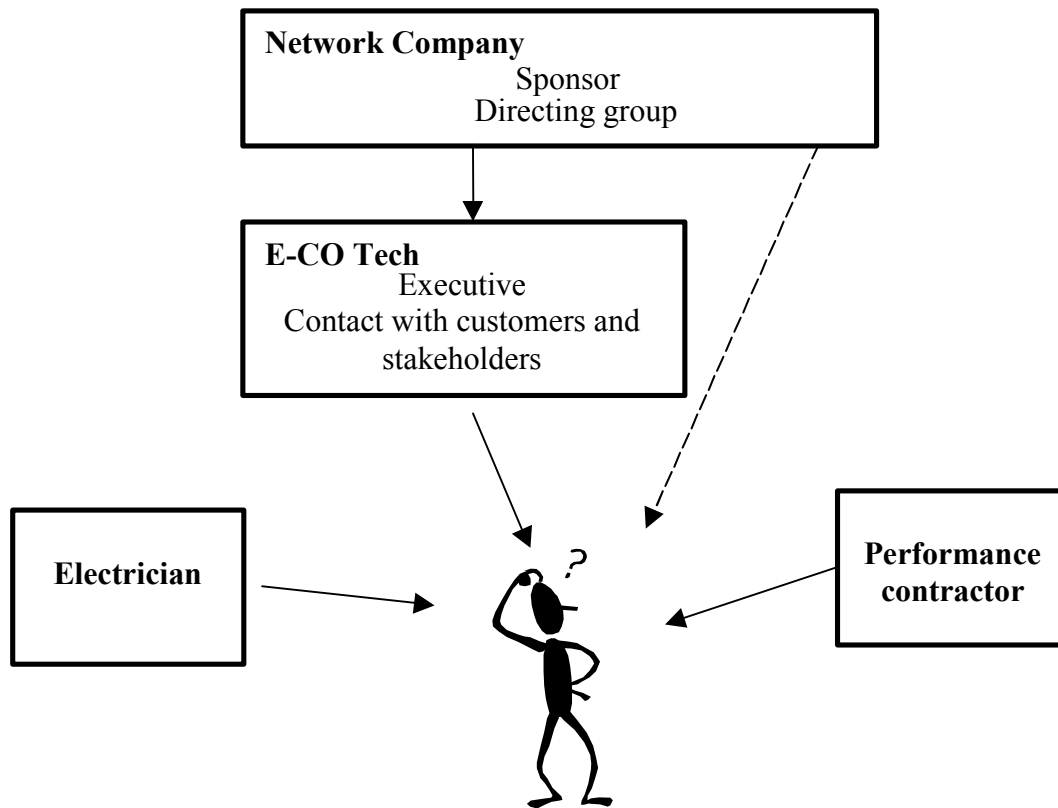 Network Company
Sponsor
Directing group
E-CO Tech
Executive
Contact with customers and
stakeholders
Electrician
Performance
contractor
?